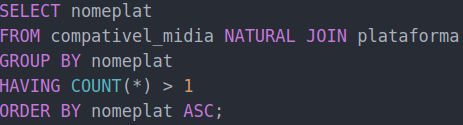 SELECT nomeplat
FROM compativel_midia NATURAL JOIN plataforma
GROUP BY nomeplat
HAVING COUNT(*) > 1
ORDER BY nomeplat ASC;